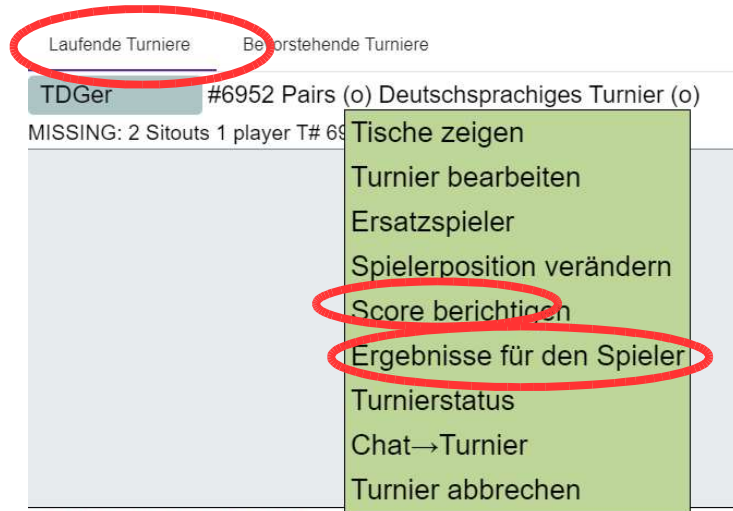 Laufende Turniere Bevorstehende Turniere
TDGer #6952 Pairs (o) Deutschsprachiges Turnier (o)
MISSING: 2 Sitouts 1 player T# 69
Tische zeigen
Turnier bearbeiten
Ersatzspieler
Spielerposition verändern
Score berichtigen
Ergebnisse für den Spieler
Turnierstatus
Chat→Turnier
Turnier abbrechen